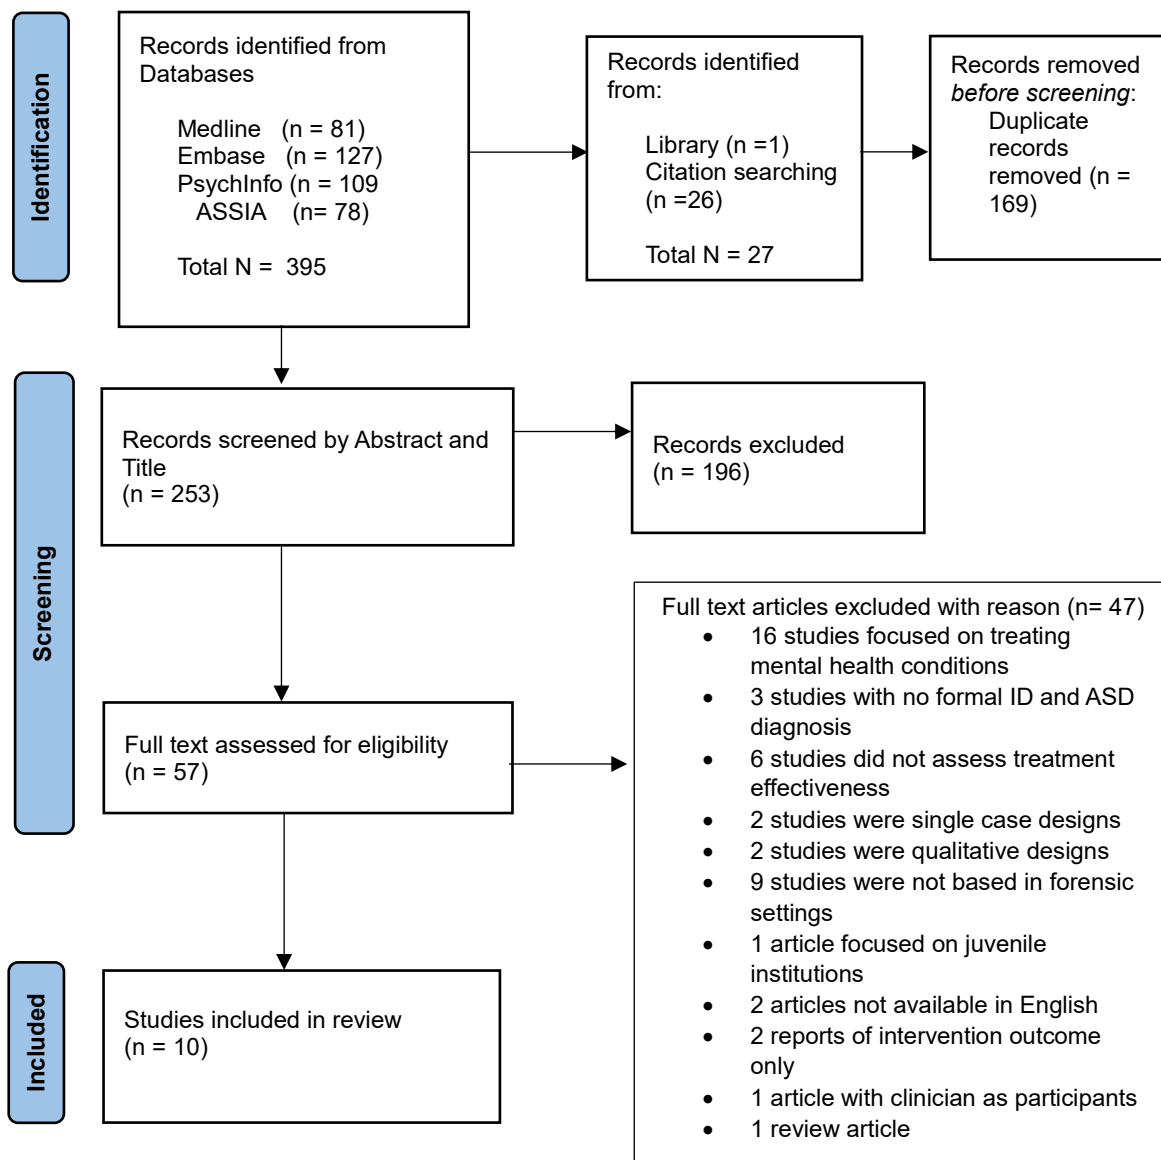 Identification
Records identified from
Databases
Medline (n = 81)
Embase (n = 127)
PsychInfo (n = 109
ASSIA (n= 78)
Total N = 395
Records identified
from:
Library (n =1)
Citation searching
(n =26)
Total N = 27
Records removed
before screening:
Duplicate
records
removed (n =
169)
Screening
Records screened by Abstract and
Title
(n = 253)
Records excluded
(n = 196)
Full text assessed for eligibility
(n = 57)
Full text articles excluded with reason (n= 47)
• 16 studies focused on treating
mental health conditions
• 3 studies with no formal ID and ASD
diagnosis
• 6 studies did not assess treatment
effectiveness
• 2 studies were single case designs
• 2 studies were qualitative designs
• 9 studies were not based in forensic
settings
• 1 article focused on juvenile
institutions
• 2 articles not available in English
• 2 reports of intervention outcome
only
• 1 article with clinician as participants
• 1 review article
Included
Studies included in review
(n = 10)